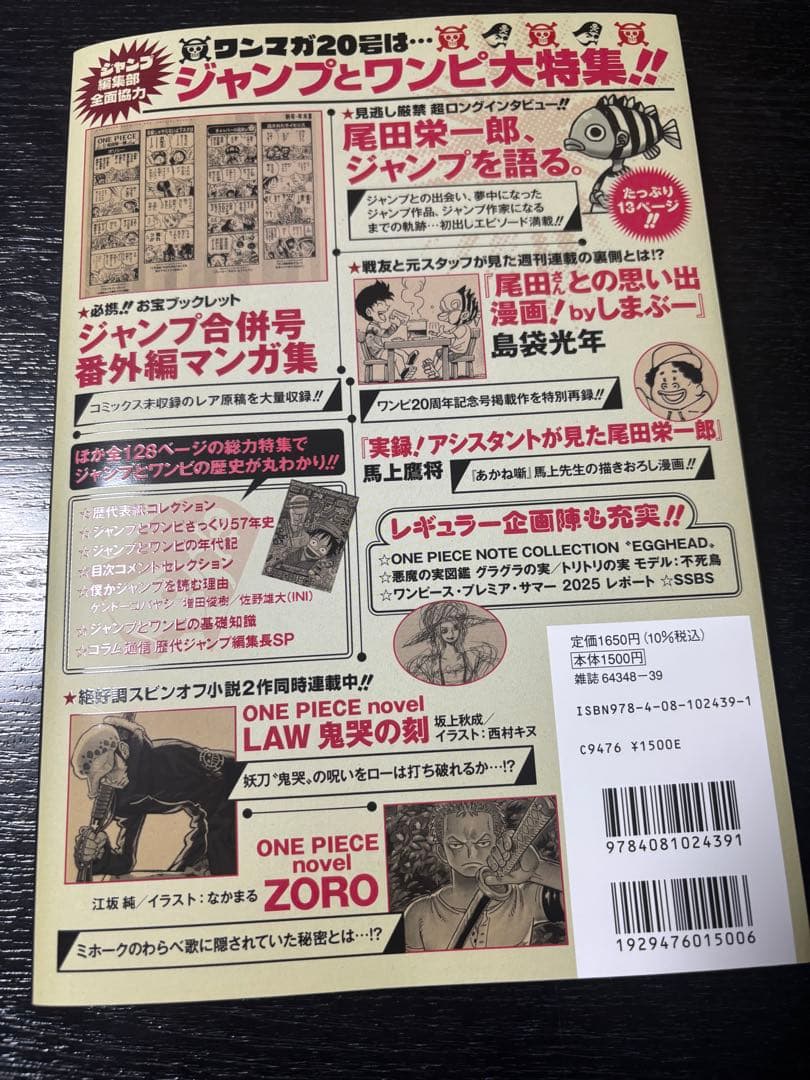 ジャンプ
編集部
全面協力
ワンマガ20号は…
ジャンプとワンピ大特集!!
★見逃し厳禁 超ロングインタビュー!!
尾田栄一郎、
ジャンプを語る。
ジャンプとの出会い、夢中になった
ジャンプ作品、ジャンプ作家になる
までの軌跡…初出しエピソード満載!!
たっぷり
13ページ
!!
ONE PIECE
★必携!! お宝ブックレット
ジャンプ合併号
番外編マンガ集
コミックス未収録のレア原稿を大量収録!!
★戦友と元スタッフが見た週刊連載の裏側とは!?
『尾田さんとの思い出
漫画!byしまぶー』
島袋光年
ワンピ20周年記念号掲載作を特別再録!!
『実録!アシスタントが見た尾田栄一郎』
馬上鷹将
『あかね噺』馬上先生の描きおろし漫画!!
ほか全128ページの総力特集で
ジャンプとワンピの歴史が丸わかり!!
☆歴代表紙コレクション
☆ジャンプとワンピざっくり57年史
☆ジャンプとワンピの年代記
☆目次コメントセレクション
☆僕がジャンプを読む理由
ケンドーコバヤシ/増田俊樹/佐野雄大(INI)
☆ジャンプとワンピの基礎知識
☆コラム通信 歴代ジャンプ編集長SP
レギュラー企画陣も充実!!
☆ONE PIECE NOTE COLLECTION “EGGHEAD„
☆悪魔の実図鑑 グラグラの実/トリトリの実 モデル:不死鳥
☆ワンピース・プレミア・サマー 2025 レポート ☆SSBS
★絶好調スピンオフ小説2作同時連載中!!
ONE PIECE novel
LAW 鬼哭の刻
坂上秋成/
イラスト:西村キヌ
妖刀“鬼哭„の呪いをローは打ち破れるか…!?
ONE PIECE
novel
ZORO
江坂 純/イラスト:なかまる
ミホークのわらべ歌に隠されていた秘密とは…!?
定価1650円(10%税込)
本体1500円
雑誌 64348-39
ISBN978-4-08-102439-1
C9476 ¥1500E
9784081024391
1929476015006